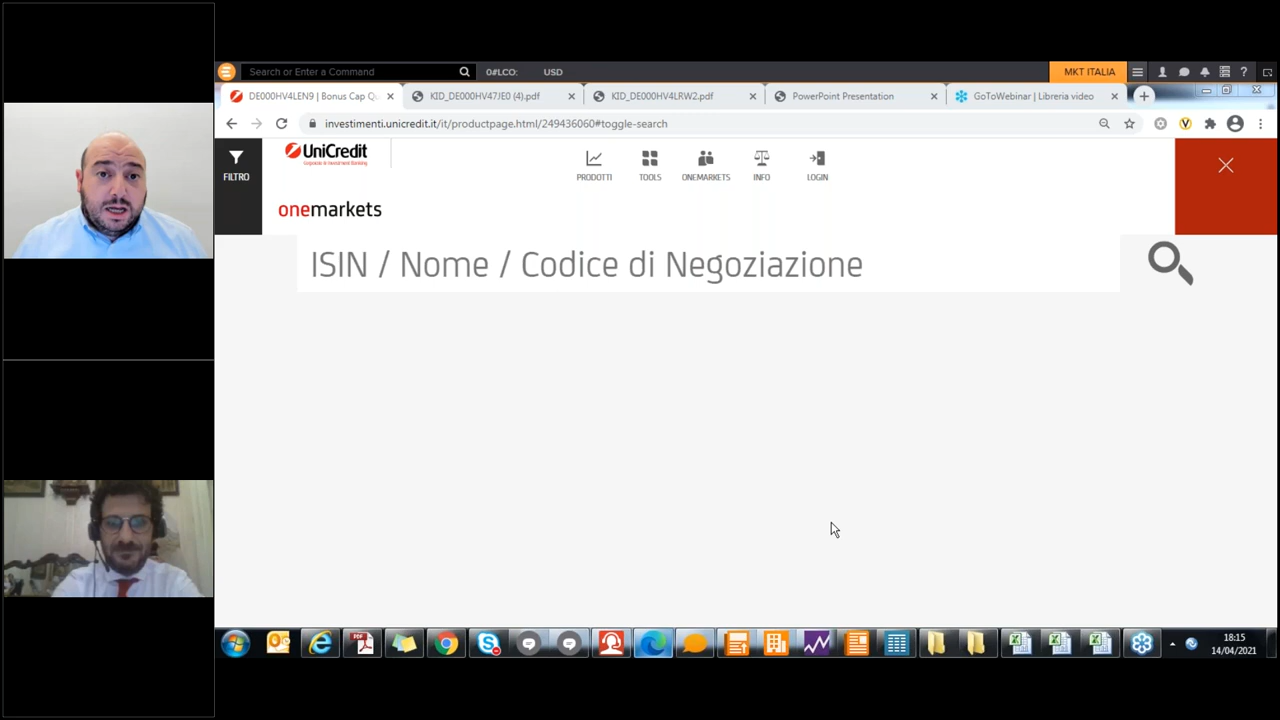 Search or Enter a Command
0#LCO:
USD
MKT ITALIA
?
DE000HV4LEN9 | Bonus Cap Qu
KID_DE000HV47JE0 (4).pdf
KID_DE000HV4LRW2.pdf
PowerPoint Presentation
GoToWebinar | Libreria video
investimenti.unicredit.it/it/productpage.html/249436060#toggle-search
FILTRO
UniCredit
Corporate & Investment Banking
PRODOTTI
TOOLS
ONEMARKETS
INFO
LOGIN
onemarkets
ISIN / Nome / Codice di Negoziazione
18:15
14/04/2021